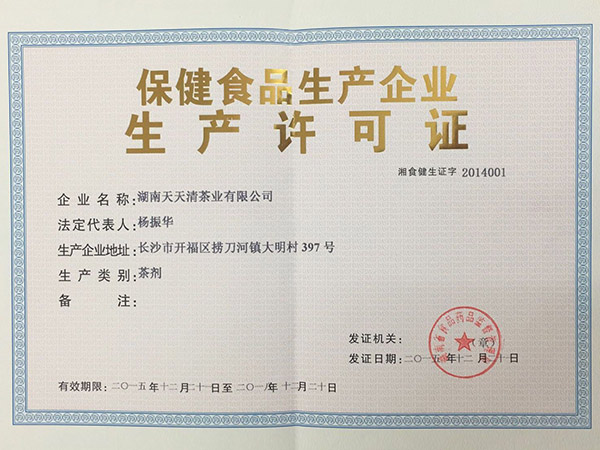 保健食品生产企业
生产许可证
湘食健生证字 2014001
企业名称：湖南天天清茶业有限公司
法定代表人：杨振华
生产企业地址：长沙市开福区捞刀河镇大明村 397 号
生产类别：茶剂
备注：
发证机关：（章）
发证日期：二〇一五年十二月二十一日
有效期限：二〇一五年十二月二十一日至二〇一八年十二月二十日